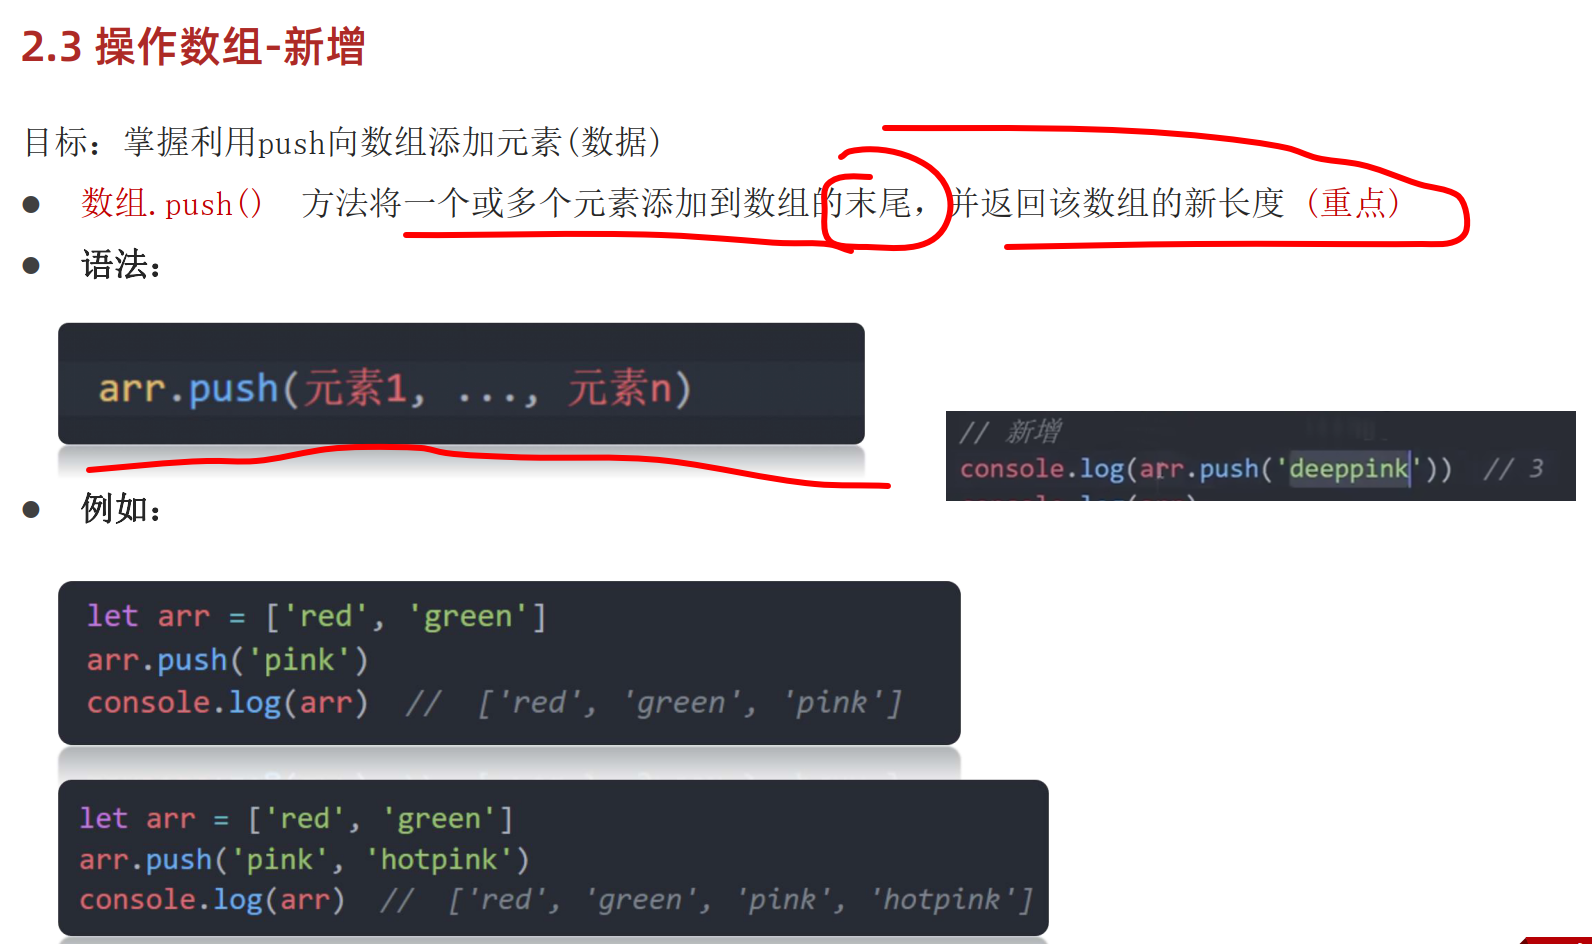 2.3 操作数组-新增
目标：掌握利用push向数组添加元素(数据)
● 数组.push() 方法将一个或多个元素添加到数组的末尾，并返回该数组的新长度 (重点)
● 语法：
arr.push(元素1, ..., 元素n)
// 新增
console.log(arr.push('deeppink')) // 3
● 例如：
let arr = ['red', 'green']
arr.push('pink')
console.log(arr) // ['red', 'green', 'pink']
let arr = ['red', 'green']
arr.push('pink', 'hotpink')
console.log(arr) // ['red', 'green', 'pink', 'hotpink']